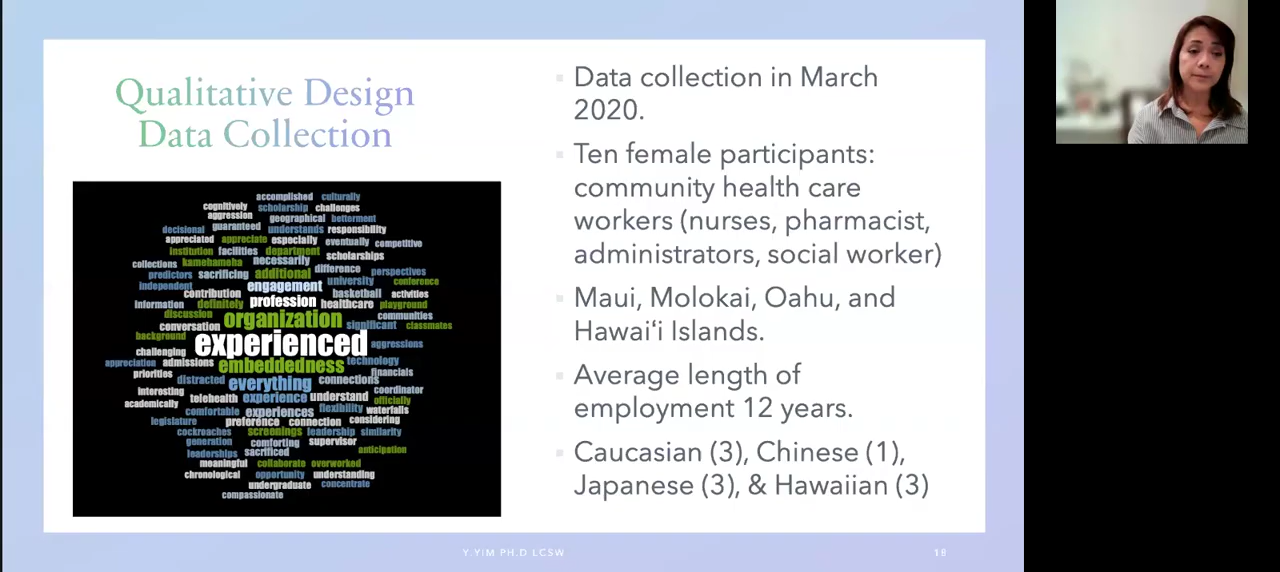 Qualitative Design
Data Collection
accomplished culturally
cognitively scholarship challenges
aggression geographical betterment
decisional guaranteed understands responsibility
appreciated appreciate especially eventually competitive
institution facilities department scholarships
collections kamehameha necessarily difference perspectives
predictors sacrificing additional university conference
independent engagement
contribution basketball activities
information definitely profession healthcare playground
discussion organization communities
conversation significant classmates
background experienced aggressions
challenging
appreciation admissions embeddedness technology
priorities financials
distracted everything connections coordinator
interesting telehealth experience understand officially
academically comfortable experiences flexibility waterfalls
legislature preference connection considering
cockroaches screenings leadership similarity
generation comforting supervisor
leaderships sacrificed anticipation
meaningful collaborate overworked
chronological opportunity understanding
undergraduate concentrate
compassionate
Data collection in March
2020.
Ten female participants:
community health care
workers (nurses, pharmacist,
administrators, social worker)
Maui, Molokai, Oahu, and
Hawaiʻi Islands.
Average length of
employment 12 years.
Caucasian (3), Chinese (1),
Japanese (3), & Hawaiian (3)
Y.YIM PH.D LCSW
18